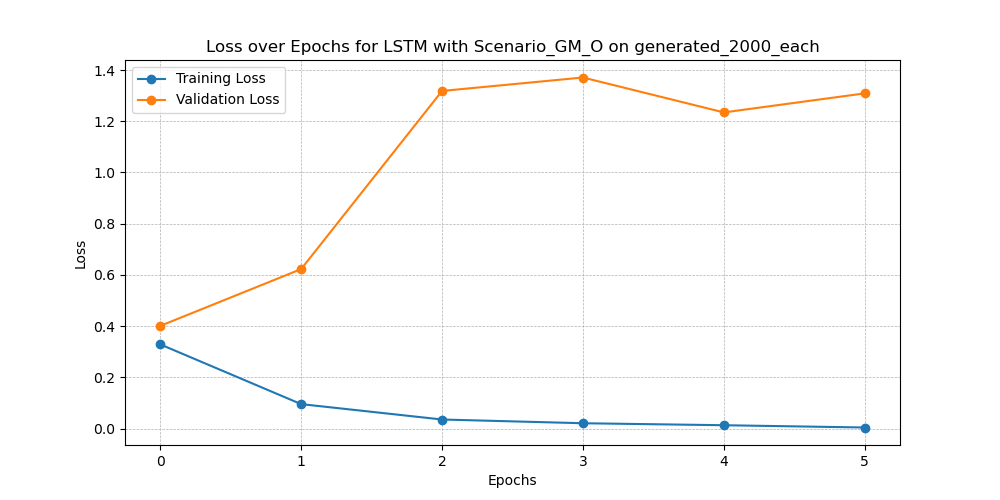 Loss over Epochs for LSTM with Scenario_GM_O on generated_2000_each
Training Loss
Validation Loss
1.4
1.2
1.0
0.8
0.6
0.4
0.2
0.0
Loss
0 1 2 3 4 5
Epochs